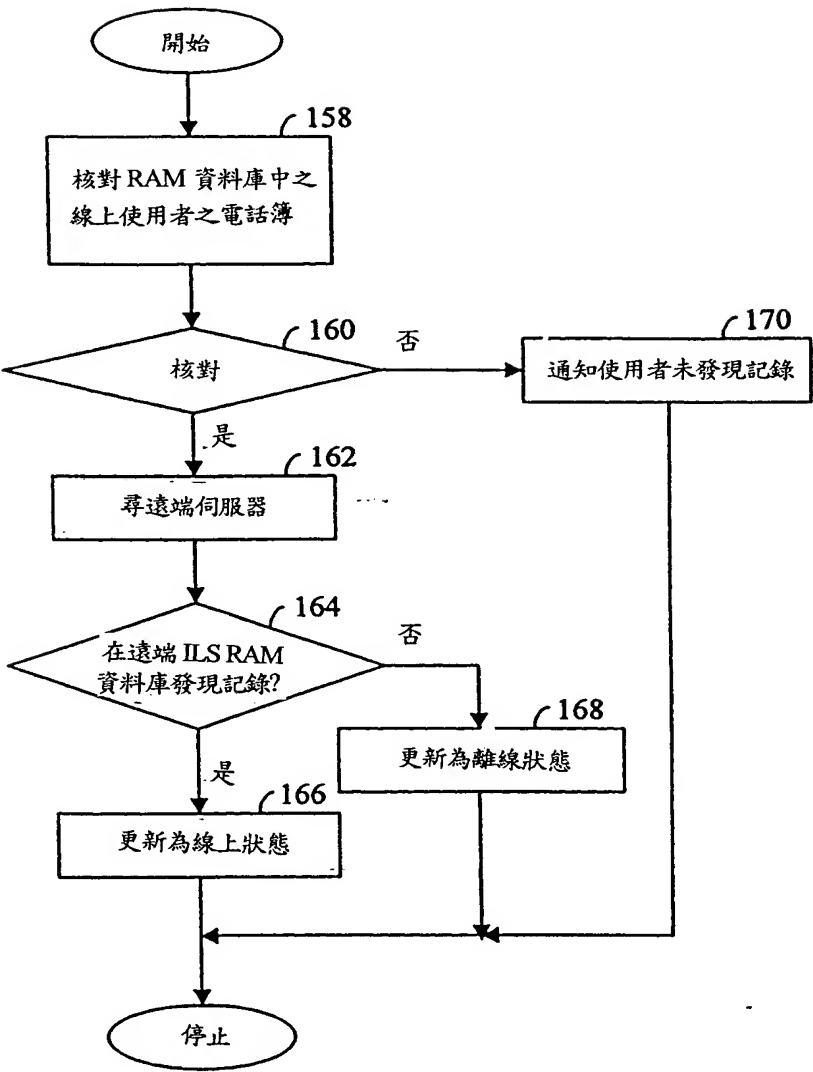 開始
158
核對 RAM 資料庫中之
線上使用者之電話簿
160
核對
否
170
通知使用者未發現記錄
是
162
尋遠端伺服器
164
在遠端 ILS RAM
資料庫發現記錄?
否
168
更新為離線狀態
是
166
更新為線上狀態
停止